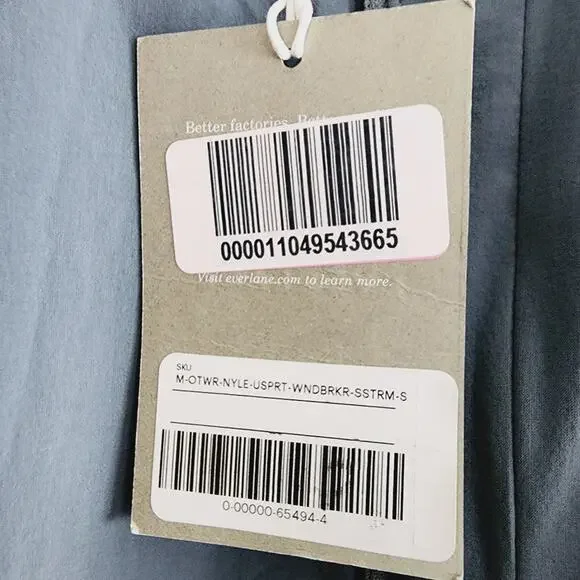 Better factories.
000011049543665
Visit everlane.com to learn more.
SKU
M-OTWR-NYLE-USPRT-WNDBRKR-SSTRM-S
0-00000-65494-4